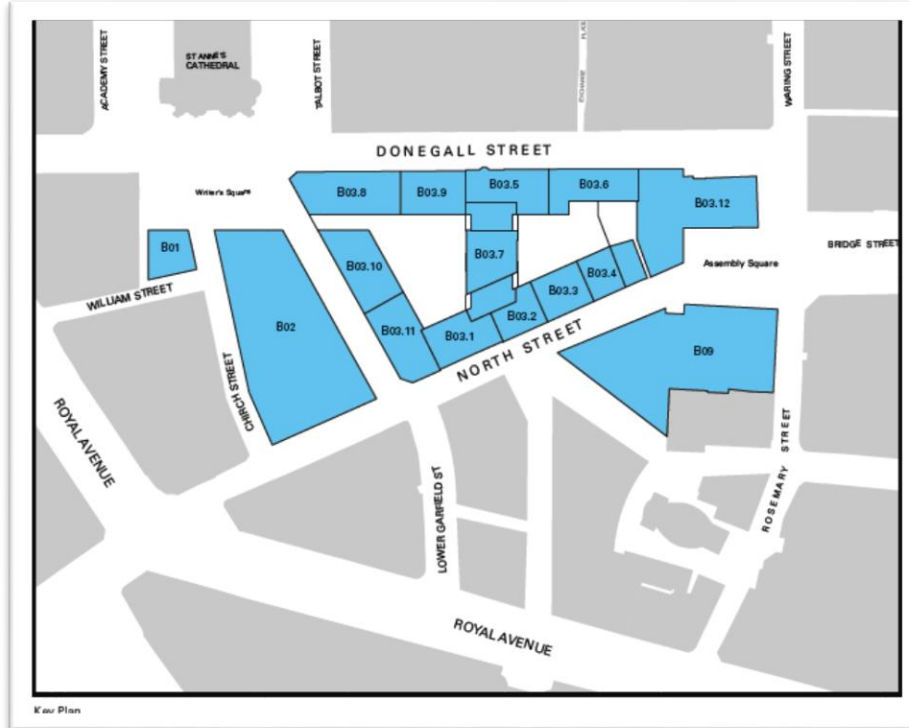 ACADEMY STREET
ST ANNE'S
CATHEDRAL
TALBOT STREET
WARING STREET
DONEGALL STREET
Writer's Square
B03.8
B03.9
B03.5
B03.6
B03.12
B01
B03.10
B03.7
B03.4
B03.3
B03.2
B03.1
B03.11
BRIDGE STREET
Assembly Square
WILLIAM STREET
B02
NORTH STREET
B09
CHURCH STREET
ROYAL AVENUE
LOWER GARFIELD ST
ROSEMARY STREET
ROYAL AVENUE
Key Plan